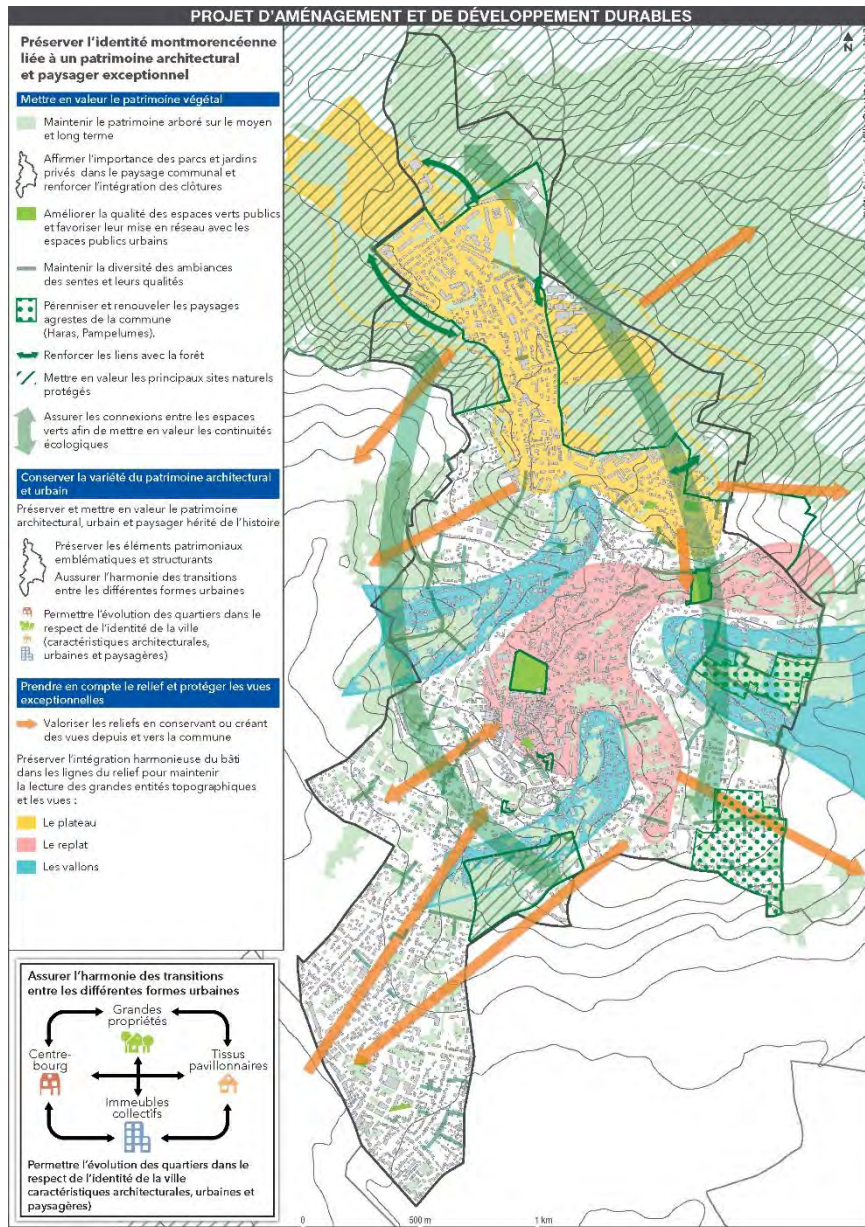 PROJET D'AMÉNAGEMENT ET DE DÉVELOPPEMENT DURABLES
Préserver l'identité montmorencéenne
liée à un patrimoine architectural
et paysager exceptionnel
Mettre en valeur le patrimoine végétal
Maintenir le patrimoine arboré sur le moyen
et long terme
Affirmer l'importance des parcs et jardins
privés dans le paysage communal et
renforcer l'intégration des clôtures
Améliorer la qualité des espaces verts publics
et favoriser leur mise en réseau avec les
espaces publics urbains
Maintenir la diversité des ambiances
des sentes et leurs qualités
Pérenniser et renouveler les paysages
agrestes de la commune
(Haras, Pampelumes).
Renforcer les liens avec la forêt
Mettre en valeur les principaux sites naturels
protégés
Assurer les connexions entre les espaces
verts afin de mettre en valeur les continuités
écologiques
Conserver la variété du patrimoine architectural
et urbain
Préserver et mettre en valeur le patrimoine
architectural, urbain et paysager hérité de l'histoire
Préserver les éléments patrimoniaux
emblématiques et structurants
Aussurer l'harmonie des transitions
entre les différentes formes urbaines
Permettre l'évolution des quartiers dans le
respect de l'identité de la ville
(caractéristiques architecturales,
urbaines et paysagères)
Prendre en compte le relief et protéger les vues
exceptionnelles
Valoriser les reliefs en conservant ou créant
des vues depuis et vers la commune
Préserver l'intégration harmonieuse du bâti
dans les lignes du relief pour maintenir
la lecture des grandes entités topographiques
et les vues :
Le plateau
Le replat
Les vallons
Assurer l'harmonie des transitions
entre les différentes formes urbaines
Grandes
propriétés
Centre-
bourg
Tissus
pavillonnaires
Immeubles
collectifs
Permettre l'évolution des quartiers dans le
respect de l'identité de la ville
caractéristiques architecturales, urbaines et
paysagères)
N
0 500 m 1 km